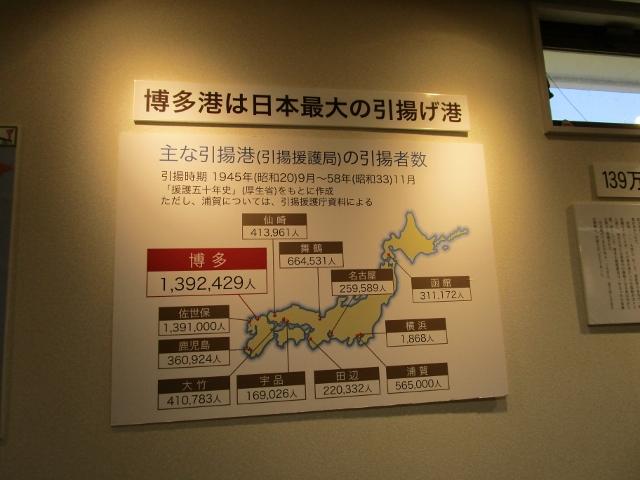 博多港は日本最大の引揚げ港
主な引揚港(引揚援護局)の引揚者数
引揚時期 1945年(昭和20)9月～58年(昭和33)11月
「援護五十年史」(厚生省)をもとに作成
ただし、浦賀については、引揚援護庁資料による
仙崎
413,961人
舞鶴
664,531人
博多
1,392,429人
名古屋
259,589人
函館
311,172人
佐世保
1,391,000人
横浜
1,868人
鹿児島
360,924人
大竹
410,783人
宇品
169,026人
田辺
220,332人
浦賀
565,000人
139万